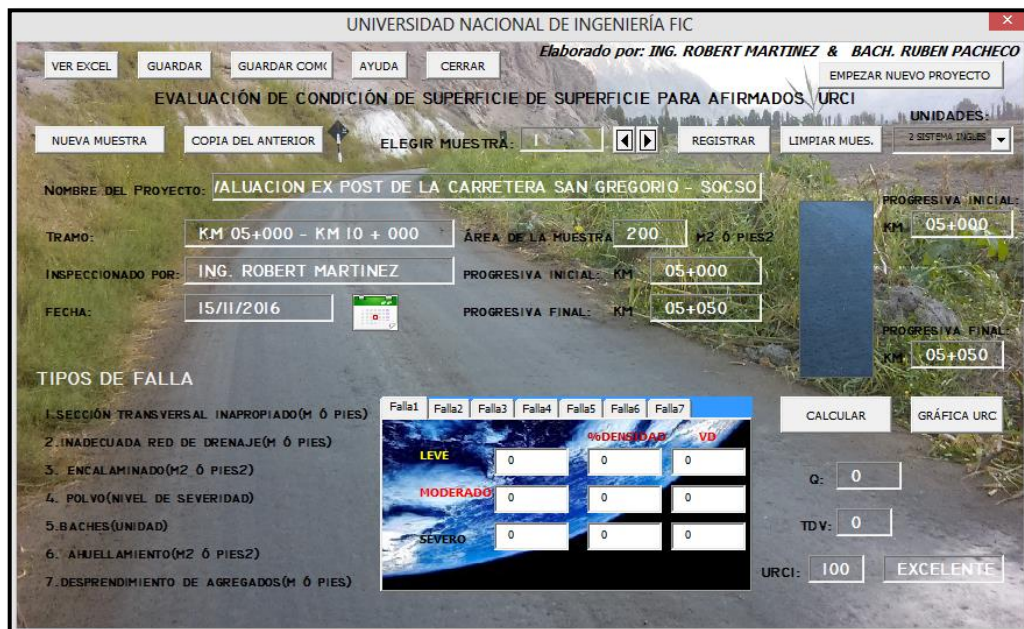 UNIVERSIDAD NACIONAL DE INGENIERÍA FIC
Elaborado por: ING. ROBERT MARTINEZ & BACH. RUBEN PACHECO
VER EXCEL GUARDAR GUARDAR COM AYUDA CERRAR EMPEZAR NUEVO PROYECTO
EVALUACIÓN DE CONDICIÓN DE SUPERFICIE DE SUPERFICIE PARA AFIRMADOS URCI
UNIDADES:
NUEVA MUESTRA COPIA DEL ANTERIOR ELEGIR MUESTRA: 1 REGISTRAR LIMPIAR MUES. 2 SISTEMA INGLES
NOMBRE DEL PROYECTO: VALUACION EX POST DE LA CARRETERA SAN GREGORIO - SOCSO
PROGRESIVA INICIAL:
KM 05+000
TRAMO: KM 05+000 - KM 10 + 000 ÁREA DE LA MUESTRA 200 M2 Ó PIES2
INSPECCIONADO POR: ING. ROBERT MARTINEZ PROGRESIVA INICIAL: KM 05+000
FECHA: 15/11/2016 PROGRESIVA FINAL: KM 05+050
PROGRESIVA FINAL:
KM 05+050
TIPOS DE FALLA
1.SECCIÓN TRANSVERSAL INAPROPIADO(M Ó PIES)
2.INADECUADA RED DE DRENAJE(M Ó PIES)
3. ENCALAMINADO(M2 Ó PIES2)
4. POLVO(NIVEL DE SEVERIDAD)
5.BACHES(UNIDAD)
6. AHUELLAMIENTO(M2 Ó PIES2)
7.DESPRENDIMIENTO DE AGREGADOS(M Ó PIES)
Falla1 Falla2 Falla3 Falla4 Falla5 Falla6 Falla7
%DENSIDAD VD
LEVE 0 0 0
MODERADO 0 0 0
SEVERO 0 0 0
CALCULAR GRÁFICA URC
Q: 0
TDV: 0
URCI: 100 EXCELENTE